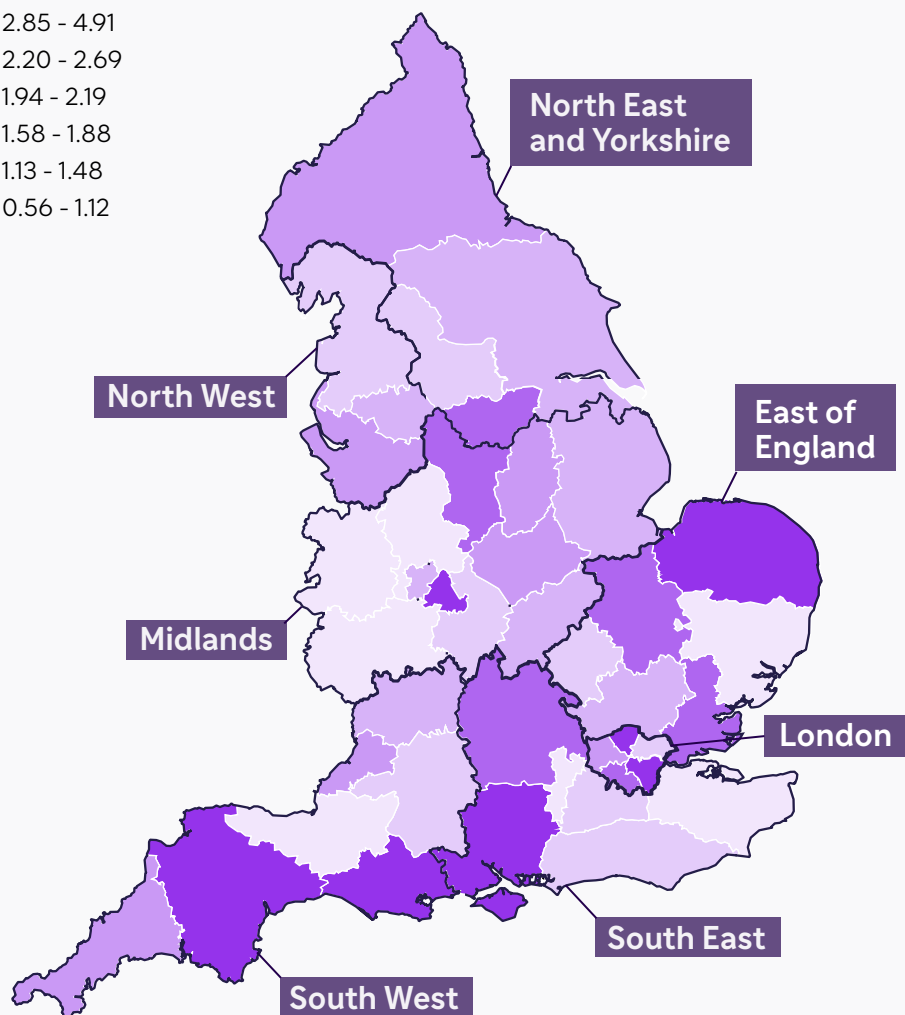 2.85 - 4.91
2.20 - 2.69
1.94 - 2.19
1.58 - 1.88
1.13 - 1.48
0.56 - 1.12
North East
and Yorkshire
North West
East of
England
Midlands
London
South East
South West